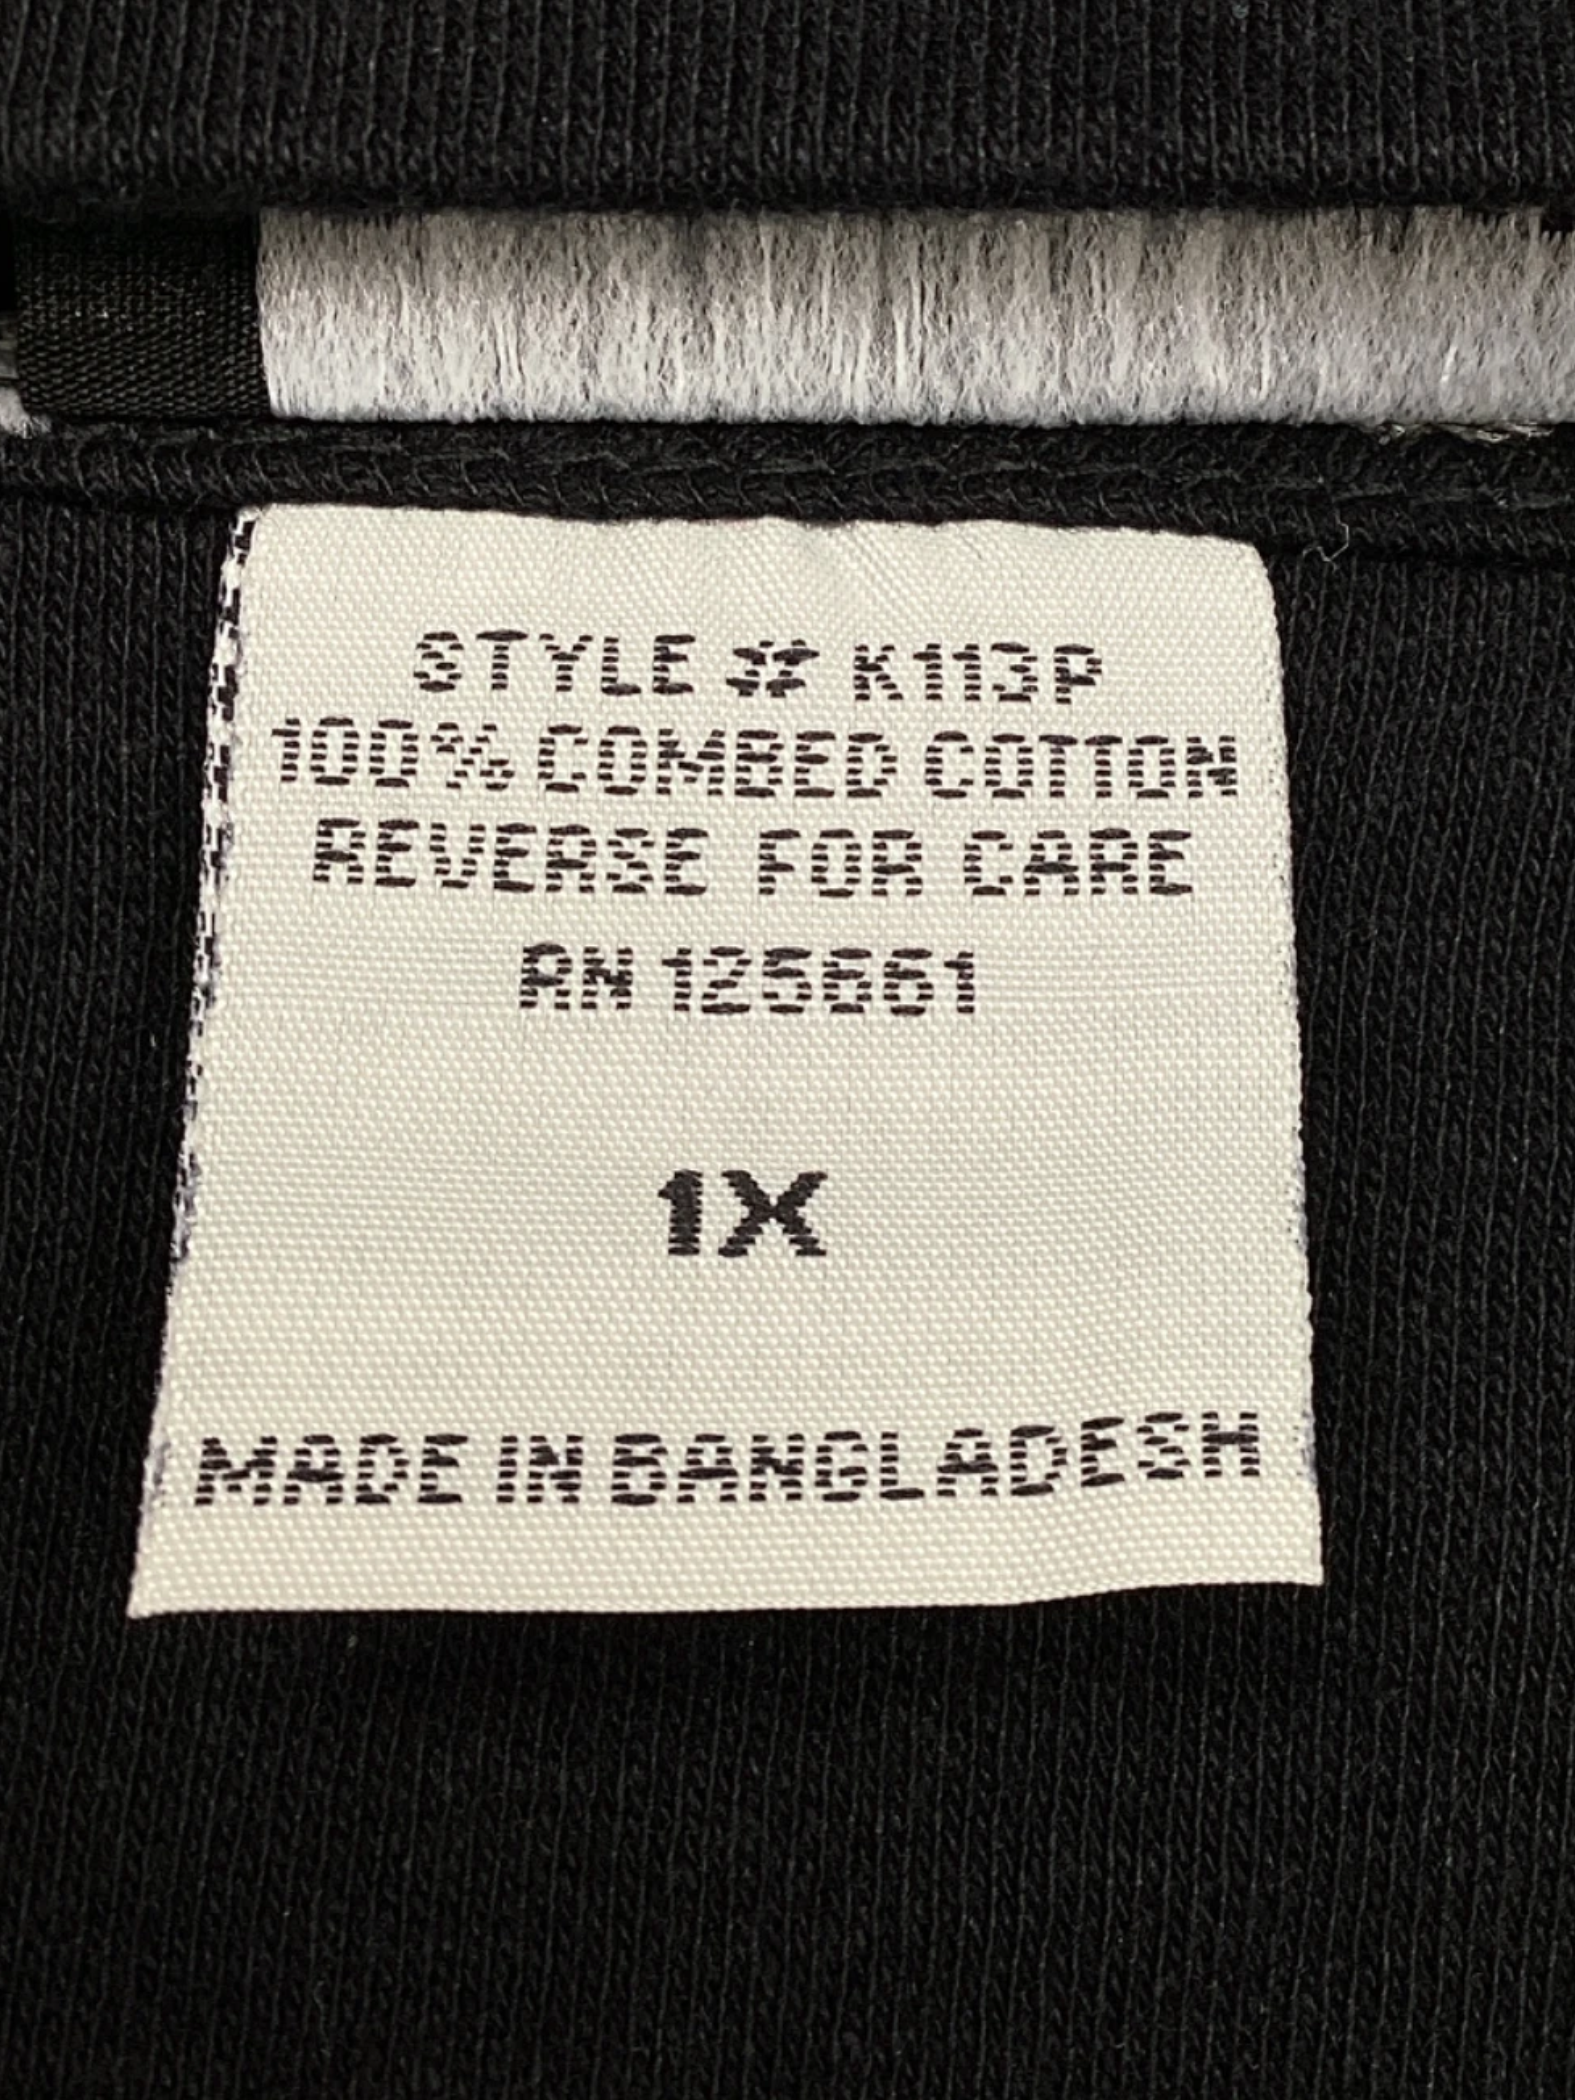 STYLE # K113P
100% COMBED COTTON
REVERSE FOR CARE
RN 125661
1X
MADE IN BANGLADESH